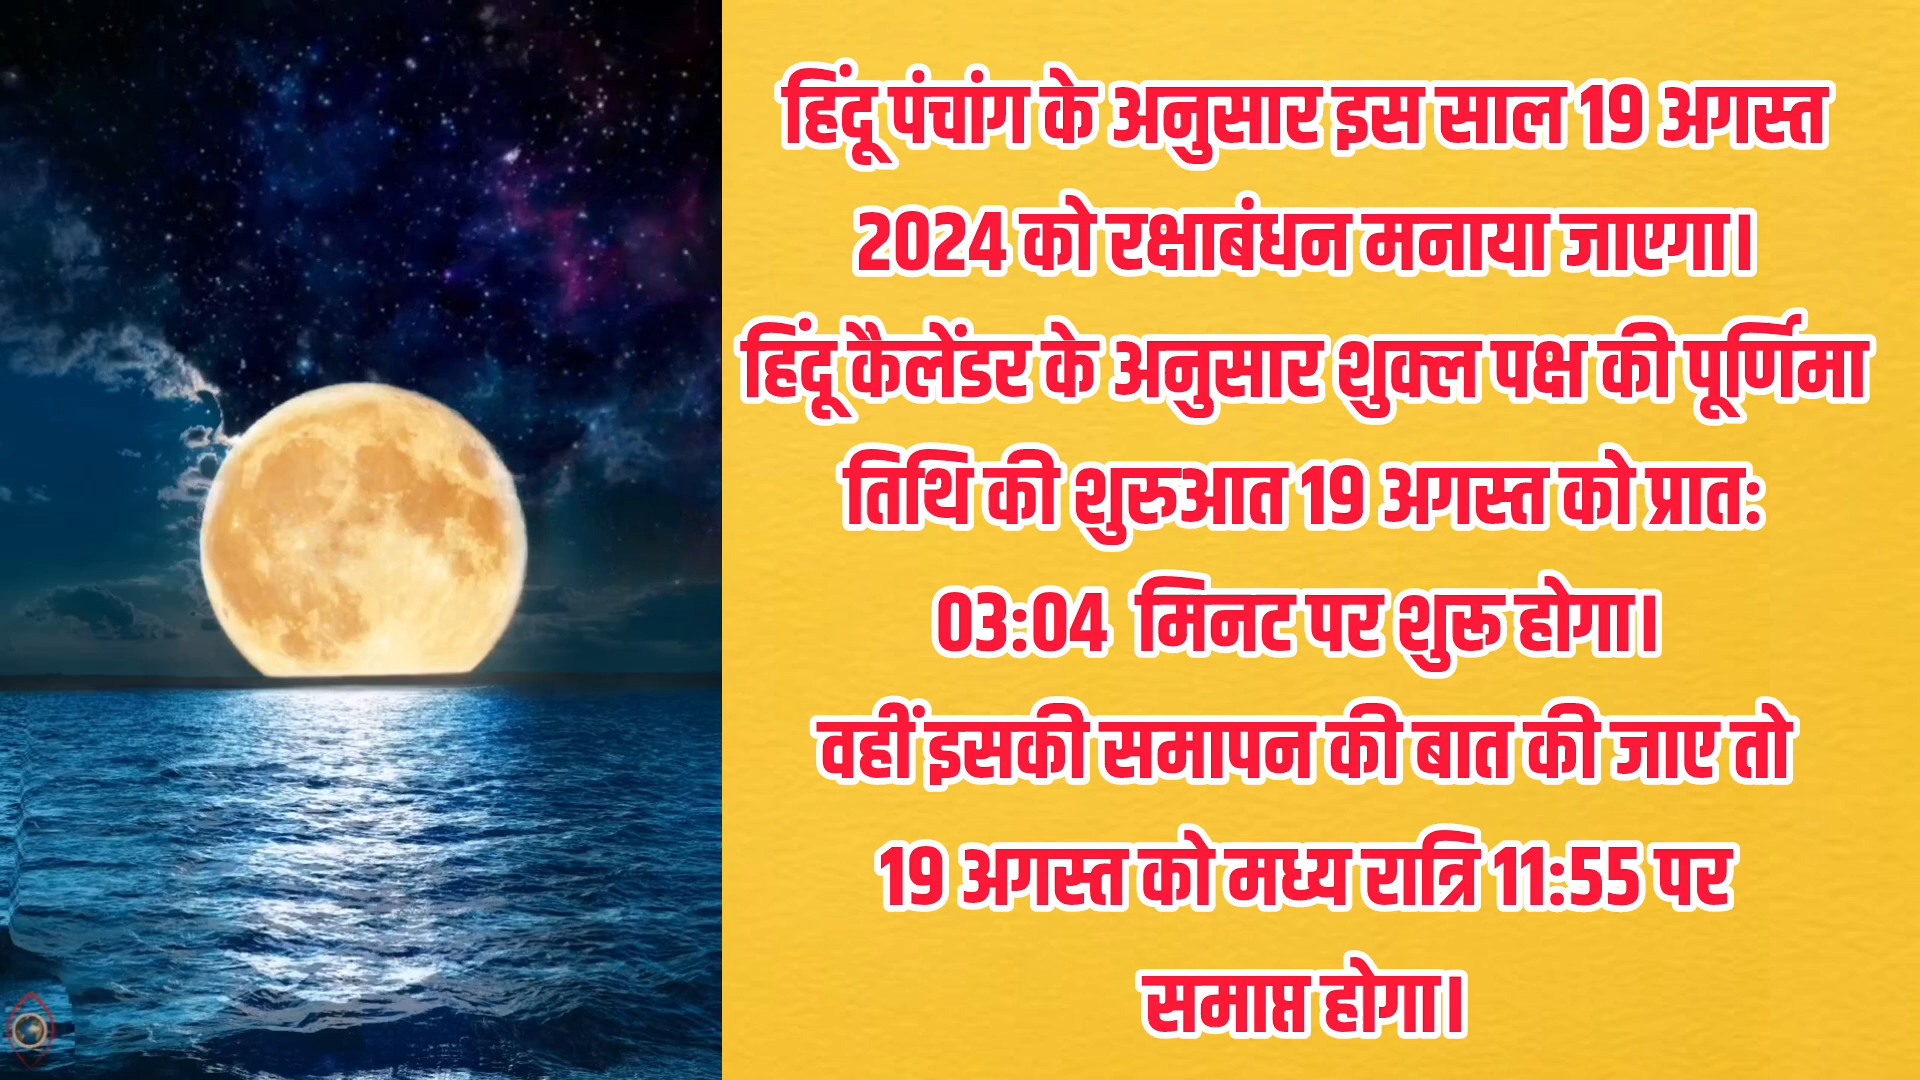 हिंदू पंचांग के अनुसार इस साल 19 अगस्त
2024 को रक्षाबंधन मनाया जाएगा।
हिंदू कैलेंडर के अनुसार शुक्ल पक्ष की पूर्णिमा
तिथि की शुरुआत 19 अगस्त को प्रातः
03:04 मिनट पर शुरू होगा।
वहीं इसकी समापन की बात की जाए तो
19 अगस्त को मध्य रात्रि 11:55 पर
समाप्त होगा।